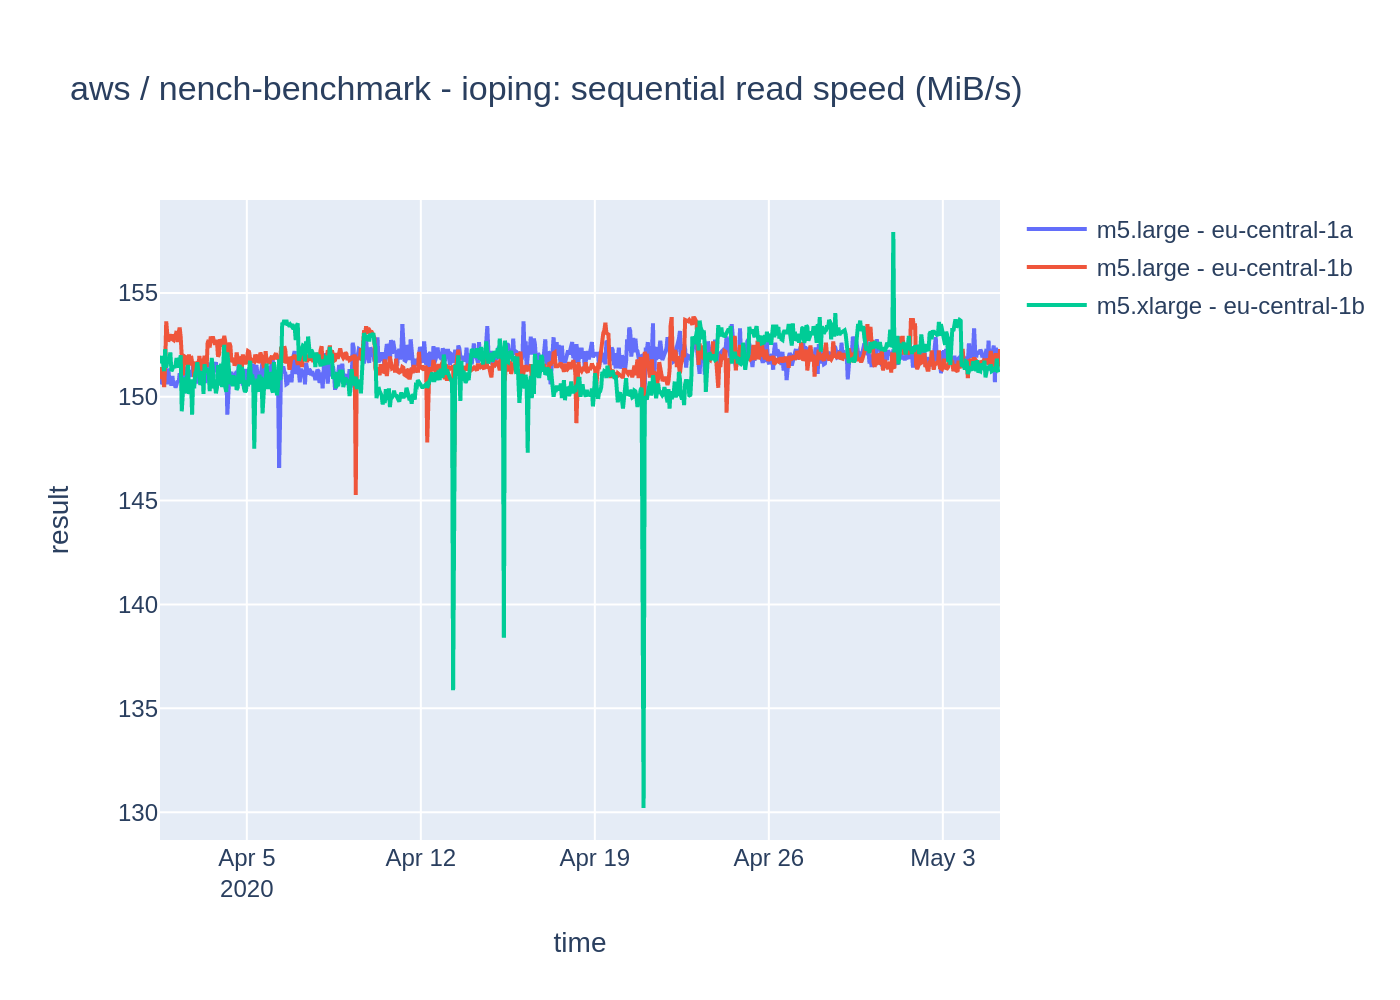 aws / nench-benchmark - ioping: sequential read speed (MiB/s)
m5.large - eu-central-1a
m5.large - eu-central-1b
m5.xlarge - eu-central-1b
155
150
145
140
135
130
result
Apr 5
2020
Apr 12
Apr 19
Apr 26
May 3
time